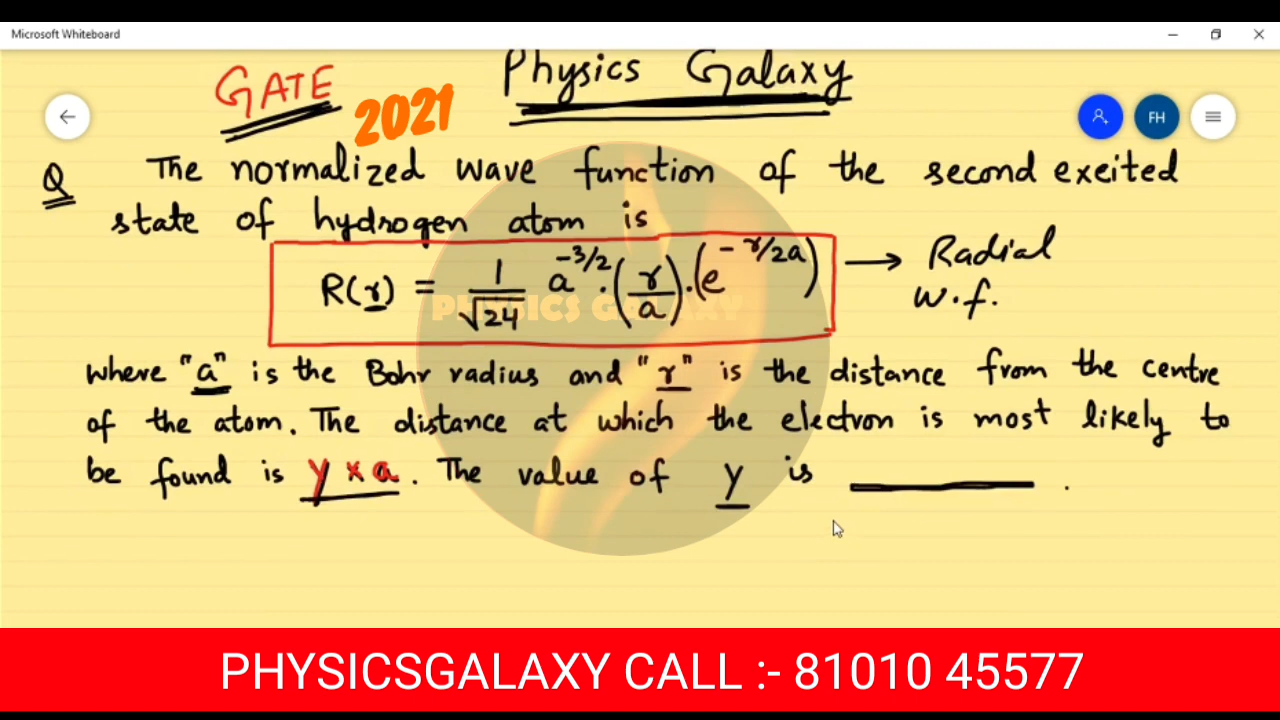 Microsoft Whiteboard
GATE 2021 Physics Galaxy
FH
Q The normalized wave function of the second exeited
state of hydrogen atom is
R(r) = 1/√24 a^-3/2 · (r/a) · (e^-r/2a) → Radial
w.f.
PHYSICS GALAXY
where "a" is the Bohr radius and "r" is the distance from the centre
of the atom. The distance at which the electron is most likely to
be found is y × a. The value of y is ______ .
PHYSICSGALAXY CALL :- 81010 45577